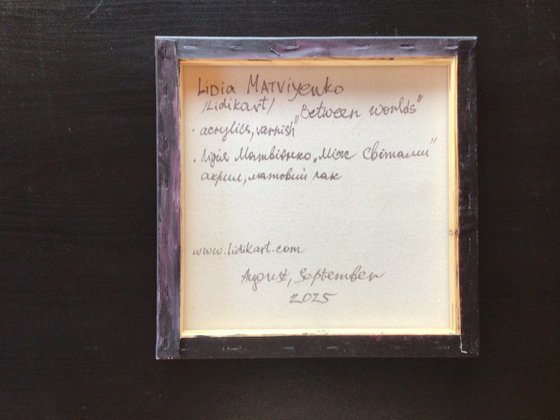 Lidia Matviyenko
/Lidikart/ "Between worlds"
· acrylics, varnish
· Лідія Матвієнко „Між світами"
акрил, матовий лак
www.lidikart.com
August, September
2025